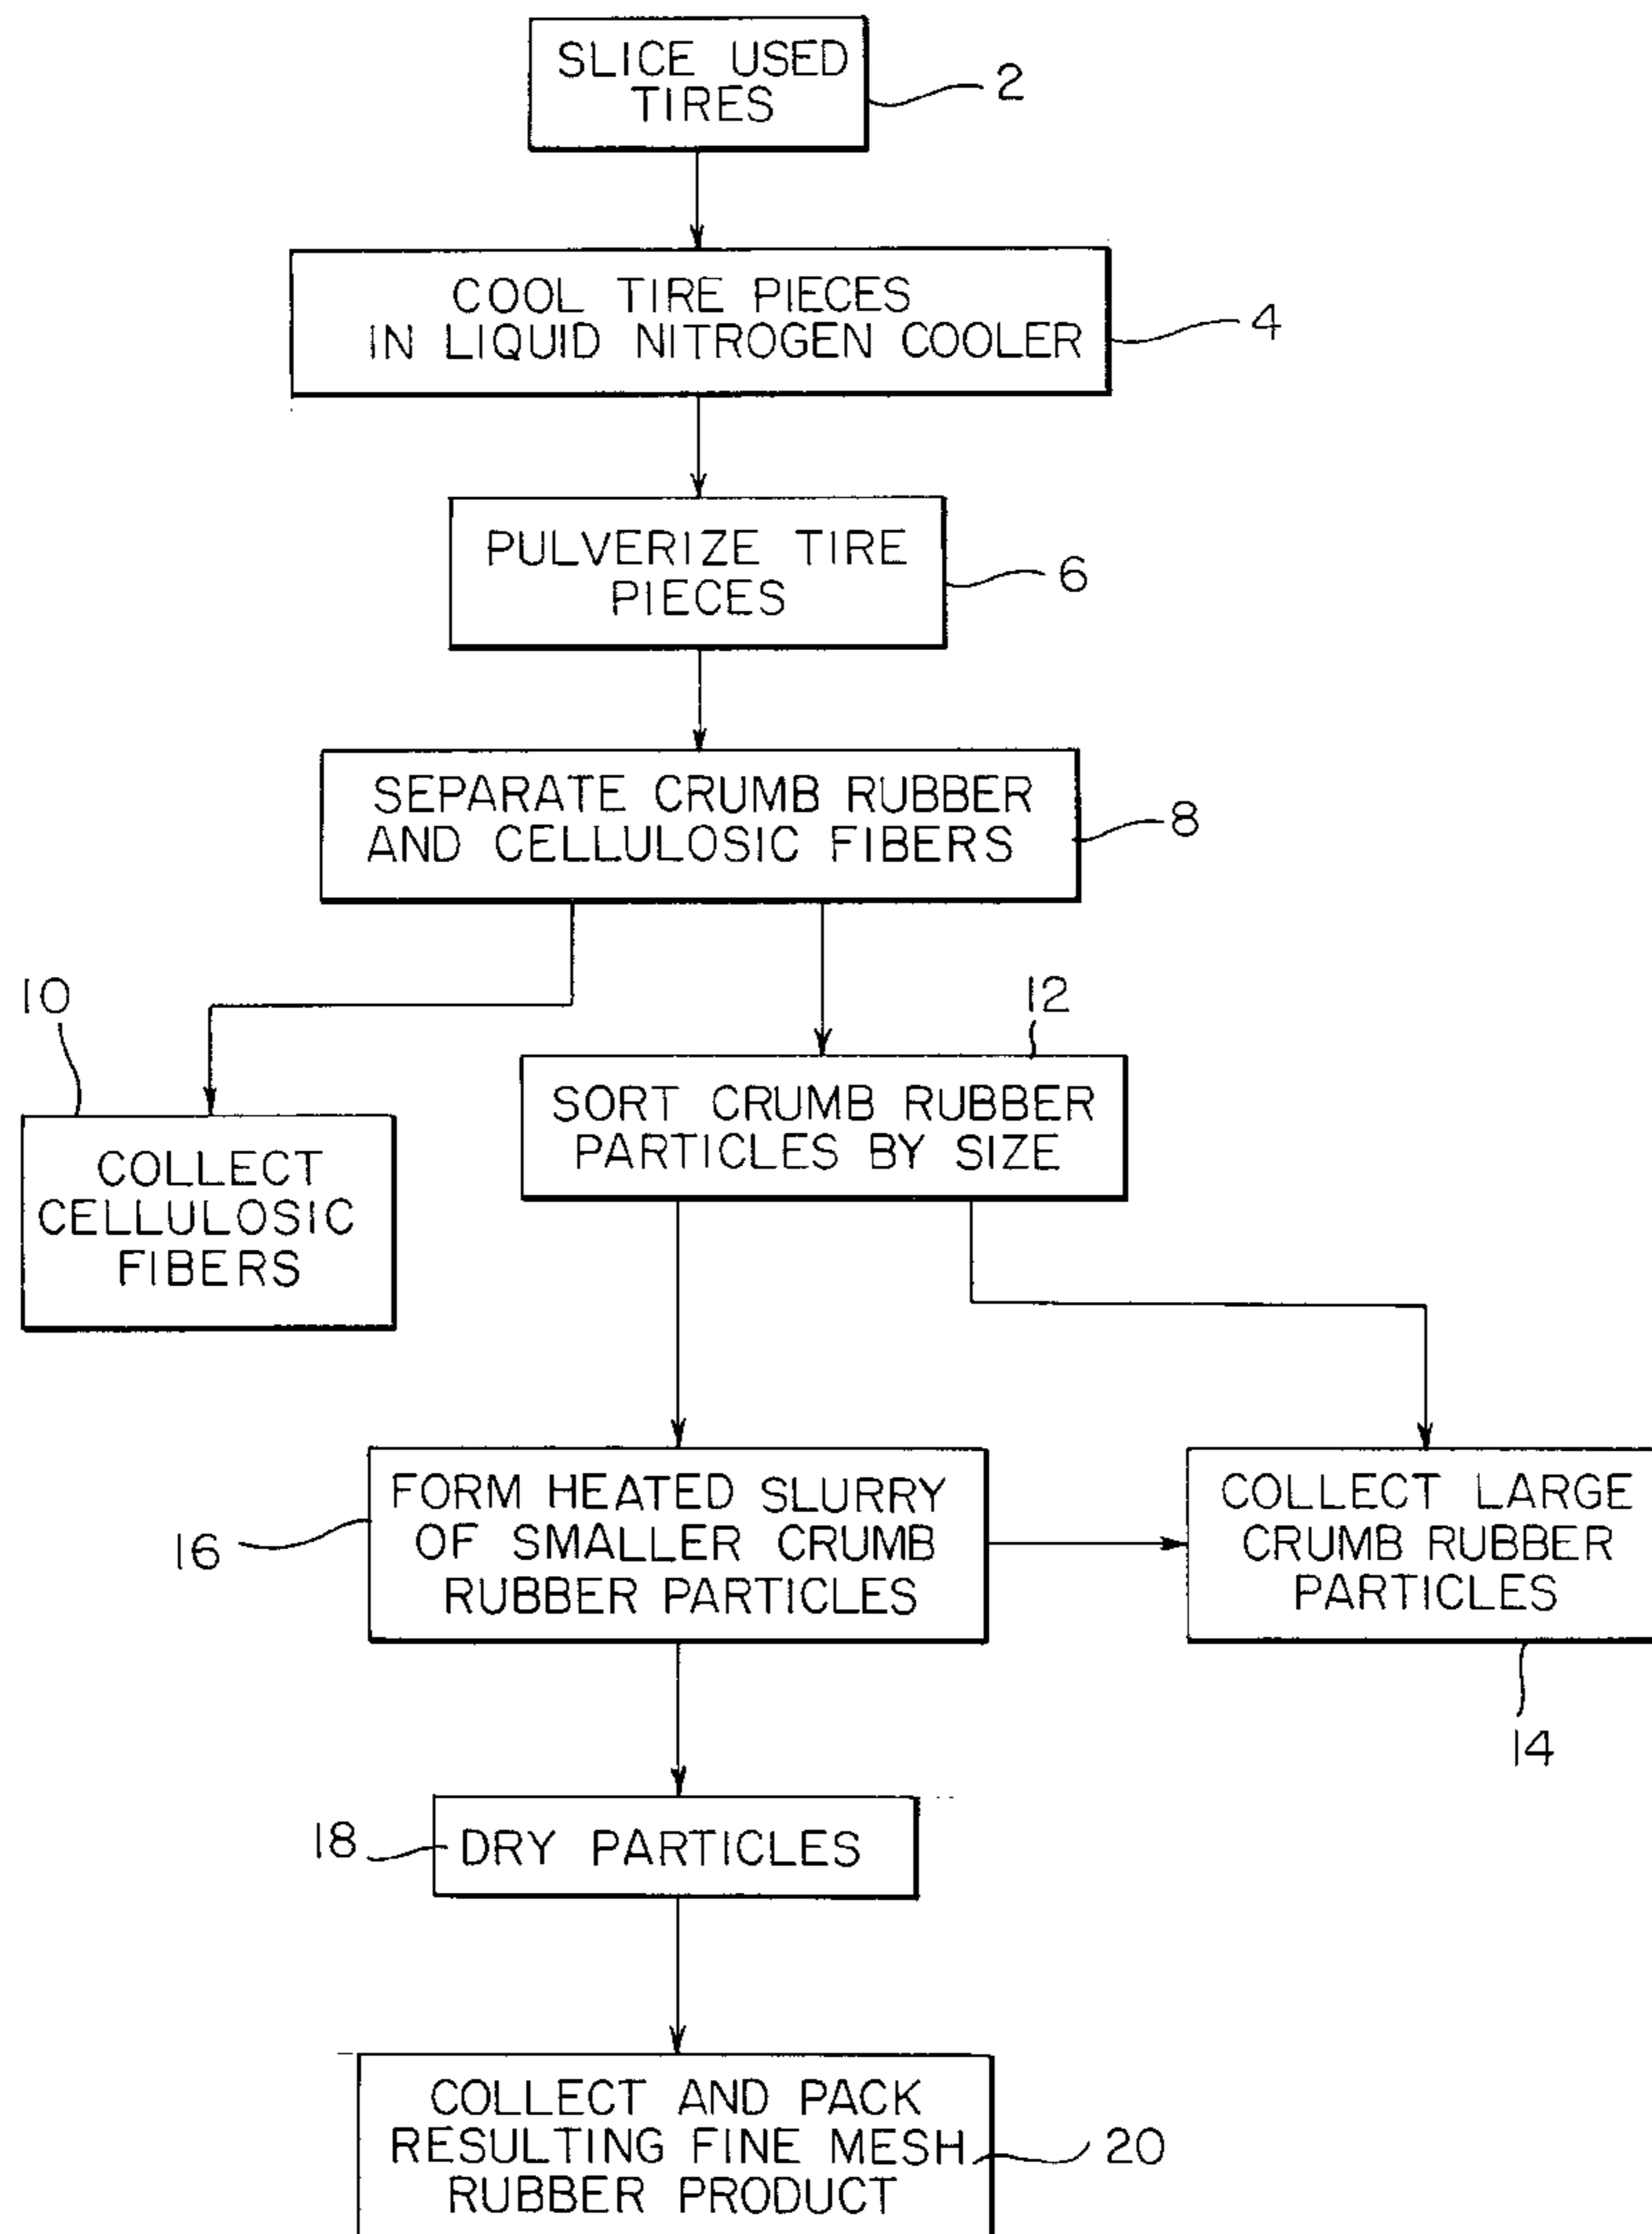 SLICE USED
TIRES
2
COOL TIRE PIECES
IN LIQUID NITROGEN COOLER
4
PULVERIZE TIRE
PIECES
6
SEPARATE CRUMB RUBBER
AND CELLULOSIC FIBERS
8
10
COLLECT
CELLULOSIC
FIBERS
12
SORT CRUMB RUBBER
PARTICLES BY SIZE
16
FORM HEATED SLURRY
OF SMALLER CRUMB
RUBBER PARTICLES
COLLECT LARGE
CRUMB RUBBER
PARTICLES
14
18
DRY PARTICLES
COLLECT AND PACK
RESULTING FINE MESH
RUBBER PRODUCT
20